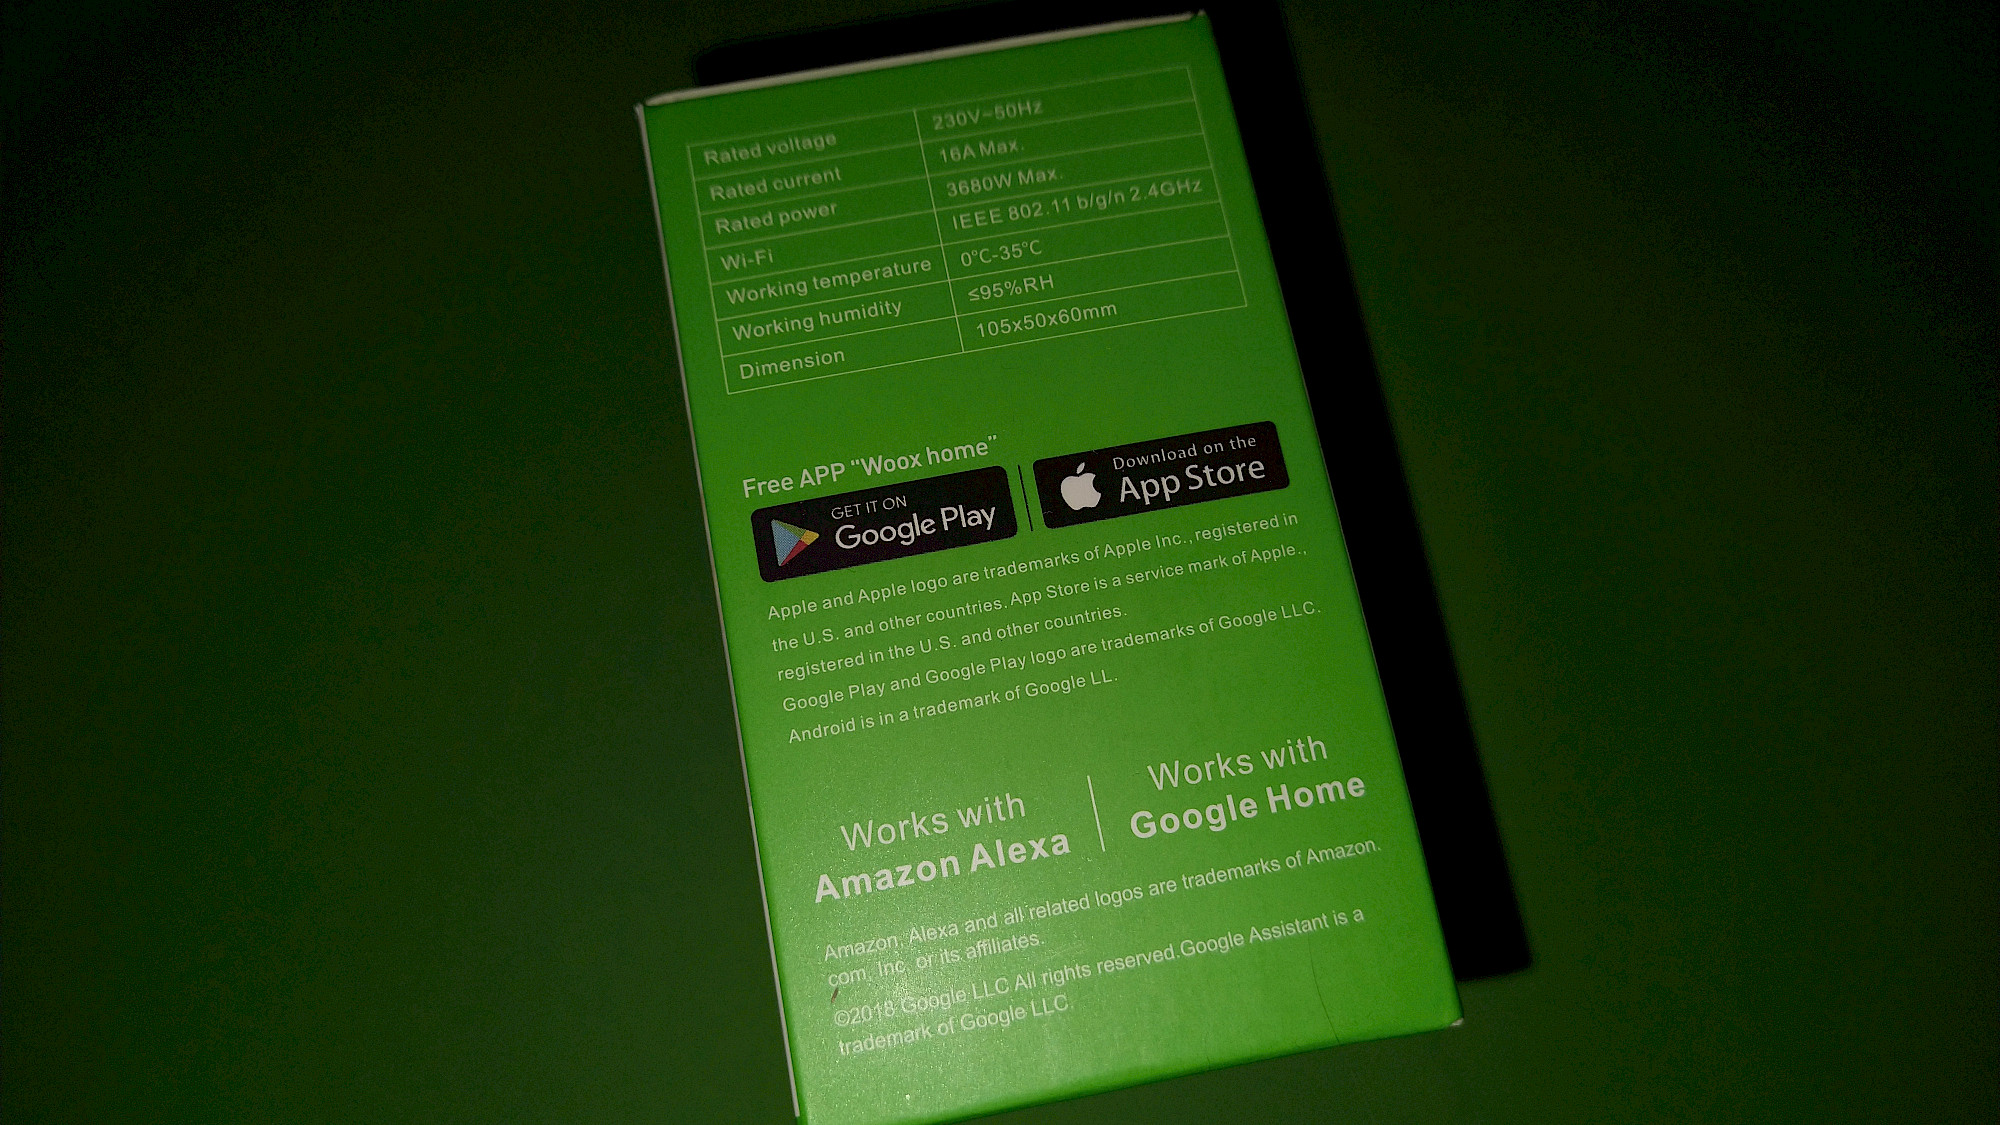 Rated voltage 230V~50Hz
Rated current 16A Max.
Rated power 3680W Max.
Wi-Fi IEEE 802.11 b/g/n 2.4GHz
Working temperature 0°C-35°C
Working humidity ≤95%RH
Dimension 105x50x60mm
Free APP "Woox home"
GET IT ON
Google Play
Download on the
App Store
Apple and Apple logo are trademarks of Apple Inc.,registered in
the U.S. and other countries. App Store is a service mark of Apple.,
registered in the U.S. and other countries.
Google Play and Google Play logo are trademarks of Google LLC.
Android is in a trademark of Google LL.
Works with
Amazon Alexa
Works with
Google Home
Amazon, Alexa and all related logos are trademarks of Amazon.
com, Inc. or its affiliates.
©2018 Google LLC All rights reserved.Google Assistant is a
trademark of Google LLC.